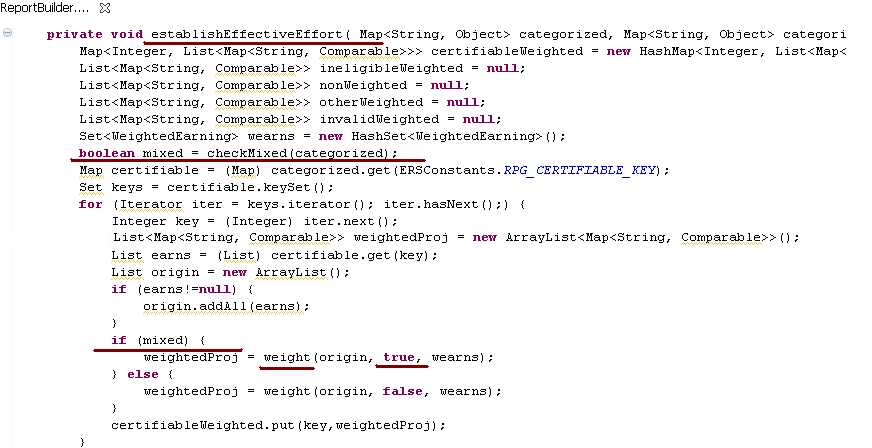 ReportBuilder....
private void establishEffectiveEffort( Map<String, Object> categorized, Map<String, Object> categori
Map<Integer, List<Map<String, Comparable>>> certifiableWeighted = new HashMap<Integer, List<Map<
List<Map<String, Comparable>> ineligibleWeighted = null;
List<Map<String, Comparable>> nonWeighted = null;
List<Map<String, Comparable>> otherWeighted = null;
List<Map<String, Comparable>> invalidWeighted = null;
Set<WeightedEarning> wearns = new HashSet<WeightedEarning>();
boolean mixed = checkMixed(categorized);
Map certifiable = (Map) categorized.get(ERSConstants.RPG_CERTIFIABLE_KEY);
Set keys = certifiable.keySet();
for (Iterator iter = keys.iterator(); iter.hasNext();) {
Integer key = (Integer) iter.next();
List<Map<String, Comparable>> weightedProj = new ArrayList<Map<String, Comparable>>();
List earns = (List) certifiable.get(key);
List origin = new ArrayList();
if (earns!=null) {
origin.addAll(earns);
}
if (mixed) {
weightedProj = weight(origin, true, wearns);
} else {
weightedProj = weight(origin, false, wearns);
}
certifiableWeighted.put(key,weightedProj);
}